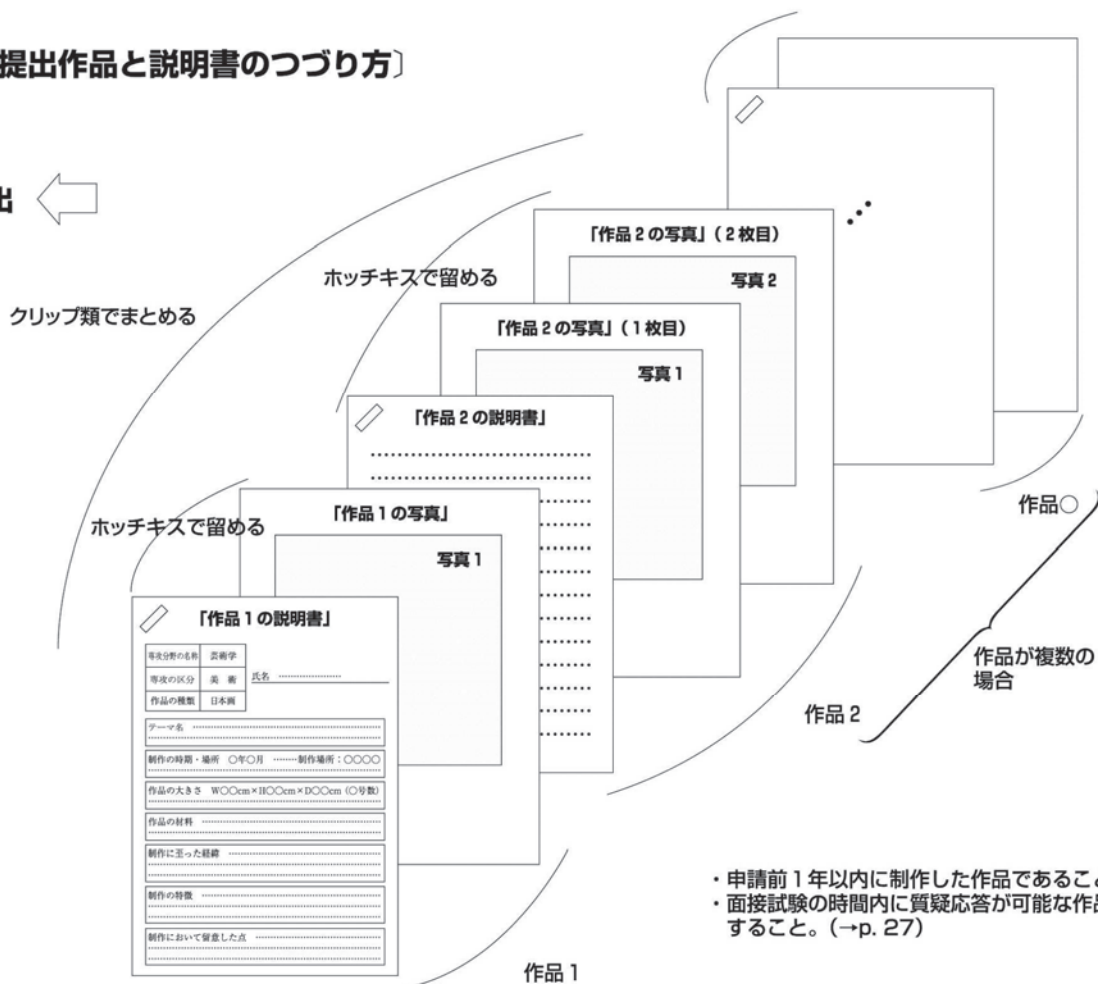 提出作品と説明書のつづり方〕
出
クリップ類でまとめる
ホッチキスで留める
「作品2の写真」(2枚目)
写真2
「作品2の写真」(1枚目)
写真1
「作品2の説明書」
ホッチキスで留める
「作品1の写真」
写真1
「作品1の説明書」
専攻分野の名称 芸術学
専攻の区分 美 術 氏名
作品の種類 日本画
テーマ名
制作の時期・場所 ○年○月 ………制作場所:○○○○
作品の大きさ W○○cm×H○○cm×D○○cm(○号数)
作品の材料
制作に至った経緯
制作の特徴
制作において留意した点
作品1
作品2
作品○
作品が複数の
場合
・申請前1年以内に制作した作品であること
・面接試験の時間内に質疑応答が可能な作品
すること。(→p. 27)